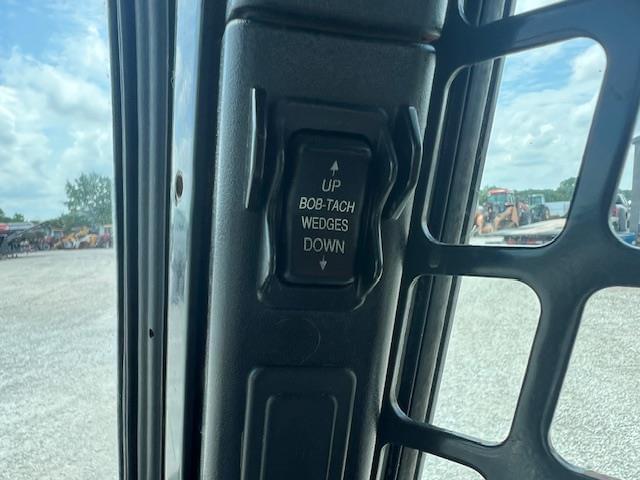 UP
BOB-TACH
WEDGES
DOWN